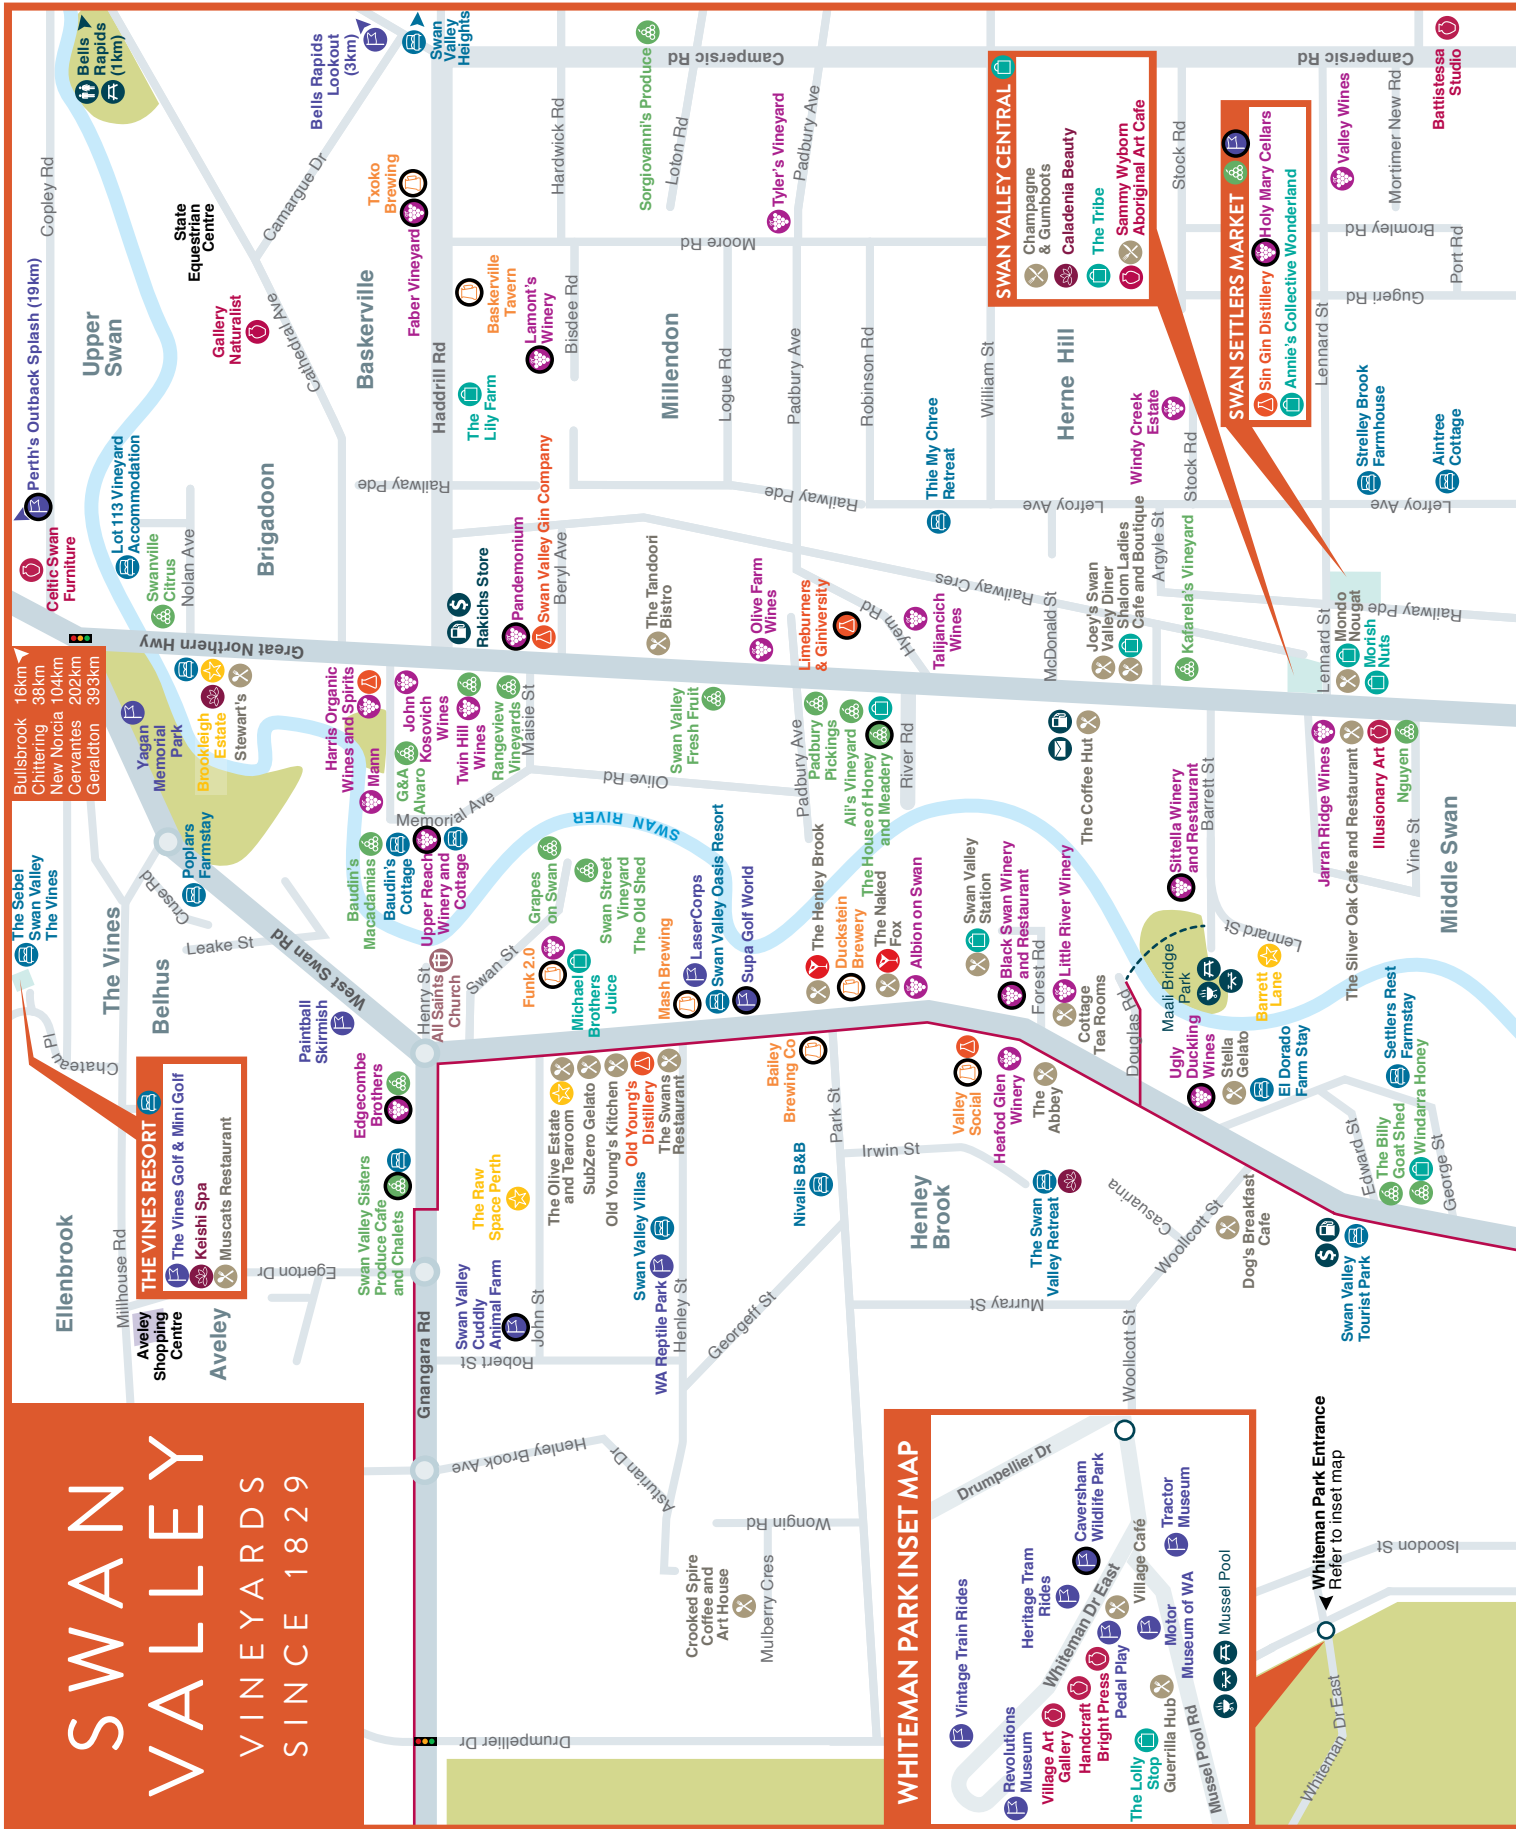 SWAN
VALLEY
VINEYARDS
SINCE 1829
Bullsbrook 16km
Chittering 38km
New Norcia 104km
Cervantes 202km
Geraldton 393km
Ellenbrook
The Vines
Belhus
Aveley
Upper
Swan
Brigadoon
Baskerville
Millendon
Herne Hill
Henley
Brook
Middle Swan
THE VINES RESORT
The Vines Golf & Mini Golf
Keishi Spa
Muscats Restaurant
Aveley
Shopping
Centre
Millhouse Rd
Egerton Dr
Chateau Pl
The Sebel
Swan Valley
The Vines
Cruse Rd
Leake St
West Swan Rd
Poplars
Farmstay
Paintball
Skirmish
Yagan
Memorial
Park
Brookleigh
Estate
Stewart's
Great Northern Hwy
Celtic Swan
Furniture
Perth's Outback Splash (19km)
Copley Rd
Lot 113 Vineyard
Accommodation
Swanville
Citrus
Nolan Ave
Gallery
Naturalist
State
Equestrian
Centre
Cathedral Ave
Camargue Dr
Bells
Rapids
(1km)
Bells Rapids
Lookout
(3km)
Swan
Valley
Heights
Txoko
Brewing
Faber Vineyard
Haddrill Rd
Baskerville
Tavern
The
Lily Farm
Lamont's
Winery
Bisdee Rd
Hardwick Rd
Sorgiovanni's Produce
Loton Rd
Campersic Rd
Moore Rd
Tyler's Vineyard
Padbury Ave
Padbury Ave
Logue Rd
Robinson Rd
William St
Railway Pde
Railway Pde
Rakichs Store
Pandemonium
Swan Valley Gin Company
Beryl Ave
The Tandoori
Bistro
Olive Farm
Wines
Limeburners
& Giniversity
Hyem Rd
Talijancich
Wines
Railway Cres
Thie My Chree
Retreat
McDonald St
Lefroy Ave
Joey's Swan
Valley Diner
Shalom Ladies
Cafe and Boutique
Argyle St
Windy Creek
Estate
Stock Rd
Stock Rd
Kafarela's Vineyard
SWAN VALLEY CENTRAL
Champagne
& Gumboots
Caladenia Beauty
The Tribe
Sammy Wyborn
Aboriginal Art Cafe
SWAN SETTLERS MARKET
Sin Gin Distillery
Holy Mary Cellars
Annie's Collective Wonderland
Campersic Rd
Battistessa
Studio
Valley Wines
Mortimer New Rd
Bromley Rd
Port Rd
Gugeri Rd
Lennard St
Strelley Brook
Farmhouse
Aintree
Cottage
Lefroy Ave
Railway Pde
Lennard St
Mondo
Nougat
Morish
Nuts
Harris Organic
Wines and Spirits
Mann
John
Kosovich
Wines
G&A
Alvaro
Twin Hill
Wines
Rangeview
Vineyards
Maisie St
Memorial Ave
Olive Rd
Swan Valley
Fresh Fruit
Padbury Ave
Padbury
Pickings
Ali's Vineyard
The House of Honey
and Meadery
River Rd
SWAN RIVER
Baudin's
Macadamias
Baudin's
Cottage
Upper Reach
Winery and
Cottage
Henry St
All Saints
Church
Swan St
Grapes
on Swan
Swan Street
Vineyard
The Old Shed
Funk 2.0
Michael
Brothers
Juice
Mash Brewing
LaserCorps
Swan Valley Oasis Resort
Supa Golf World
The Henley Brook
Duckstein
Brewery
The Naked
Fox
Albion on Swan
Swan Valley
Station
Black Swan Winery
and Restaurant
Forest Rd
Little River Winery
Cottage
Tea Rooms
Douglas Rd
The Coffee Hut
Sittella Winery
and Restaurant
Barrett St
Lennard St
Maali Bridge
Park
Barrett
Lane
Jarrah Ridge Wines
The Silver Oak Cafe and Restaurant
Illusionary Art
Nguyen
Vine St
Ugly
Duckling
Wines
Stella
Gelato
El Dorado
Farm Stay
Settlers Rest
Farmstay
Windarra Honey
The Billy
Goat Shed
Edward St
George St
Edgecombe
Brothers
Swan Valley Sisters
Produce Cafe
and Chalets
Gnangara Rd
The Raw
Space Perth
The Olive Estate
and Tearoom
SubZero Gelato
Old Young's Kitchen
Old Young's
Distillery
The Swans
Restaurant
Swan Valley
Cuddly
Animal Farm
John St
Robert St
Swan Valley Villas
WA Reptile Park
Henley St
Georgeff St
Bailey
Brewing Co
Park St
Nivalis B&B
Irwin St
Valley
Social
Heafod Glen
Winery
The
Abbey
The Swan
Valley Retreat
Casuarina
Woollcott St
Dog's Breakfast
Cafe
Murray St
Woollcott St
Swan Valley
Tourist Park
Henley Brook Ave
Asturian Dr
Wongin Rd
Crooked Spire
Coffee and
Art House
Mulberry Cres
Drumpellier Dr
WHITEMAN PARK INSET MAP
Drumpellier Dr
Vintage Train Rides
Heritage Tram
Rides
Caversham
Wildlife Park
Whiteman Dr East
Village Café
Tractor
Museum
Revolutions
Museum
Village Art
Gallery
Handcraft
Bright Press
Pedal Play
Motor
Museum of WA
The Lolly
Stop
Guerrilla Hub
Mussel Pool Rd
Mussel Pool
Whiteman Park Entrance
Refer to inset map
Isoodon St
Whiteman Dr East